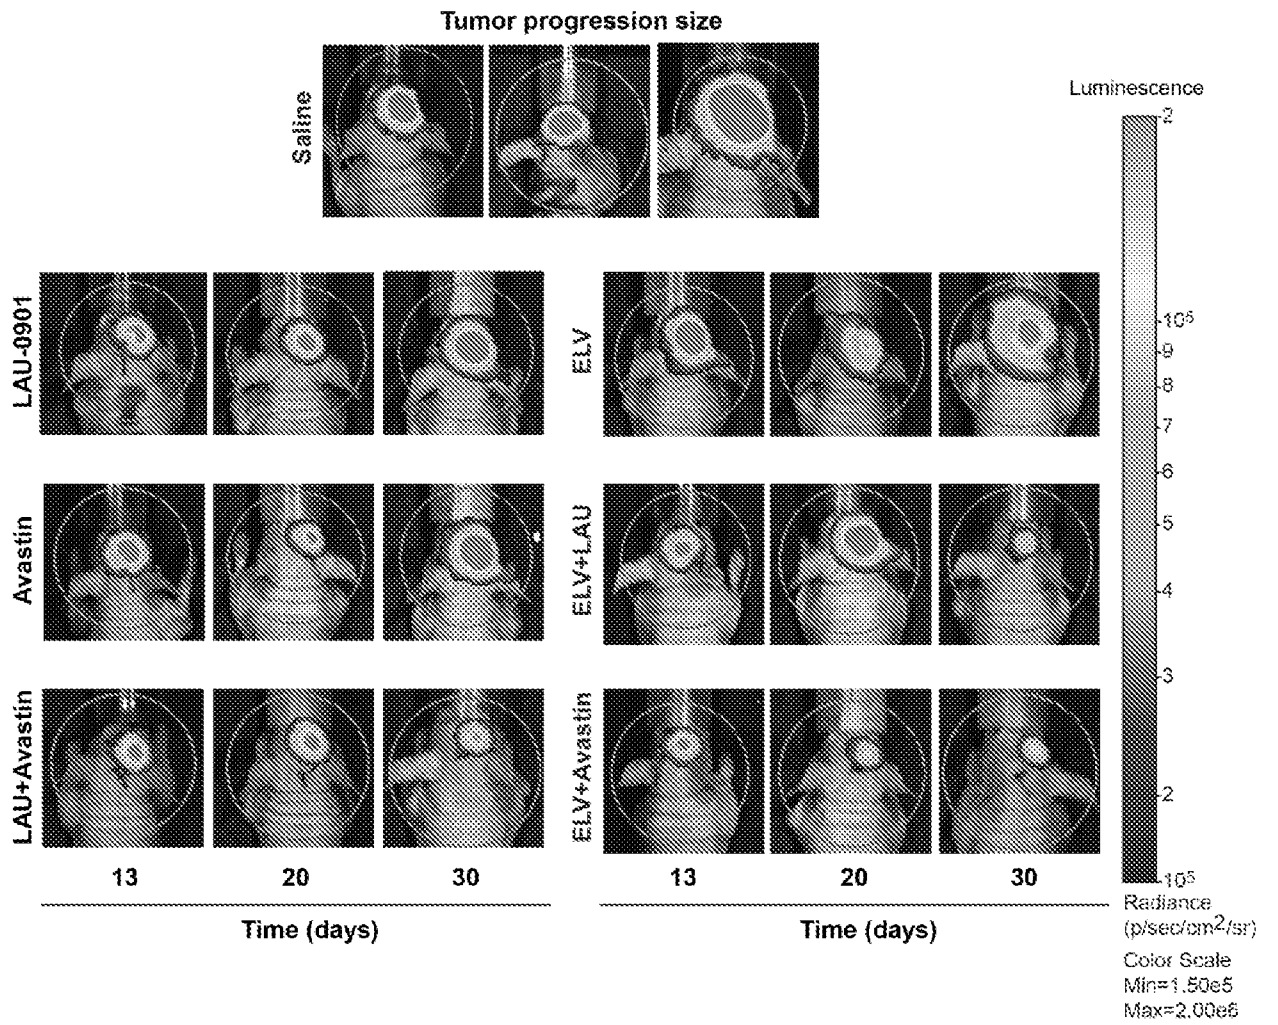 Tumor progression size
Saline
Luminescence
2
10⁵
9
8
7
6
5
4
3
2
10⁵
LAU-0901
ELV
Avastin
ELV+LAU
LAU+Avastin
ELV+Avastin
13
20
30
13
20
30
Time (days)
Time (days)
Radiance
(p/sec/cm²/sr)
Color Scale
Min=1.50e5
Max=2.00e6